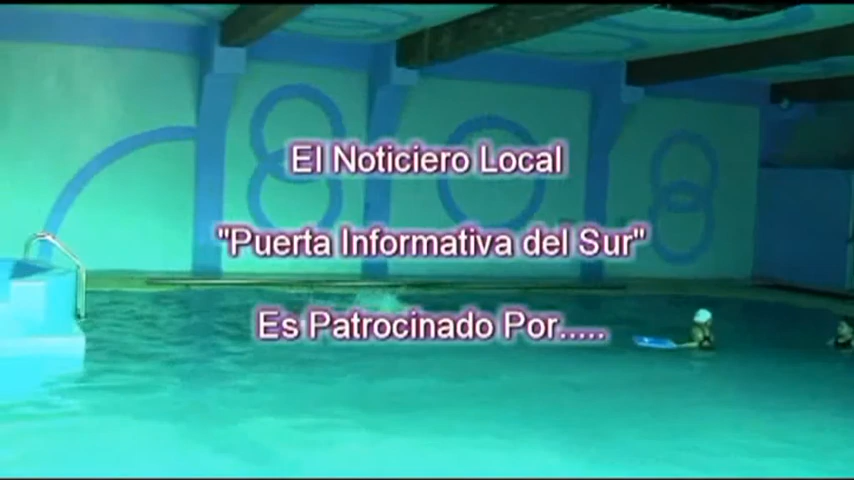 El Noticiero Local
"Puerta Informativa del Sur"
Es Patrocinado Por.....